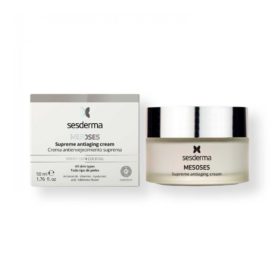 sesderma
MESOSES
Supreme antiaging cream
Crema antienvejecimiento suprema
All skin types
Todo tipo de pieles
50 ml e
1.76 fl. oz
sesderma
MESOSES
Supreme antiaging cream